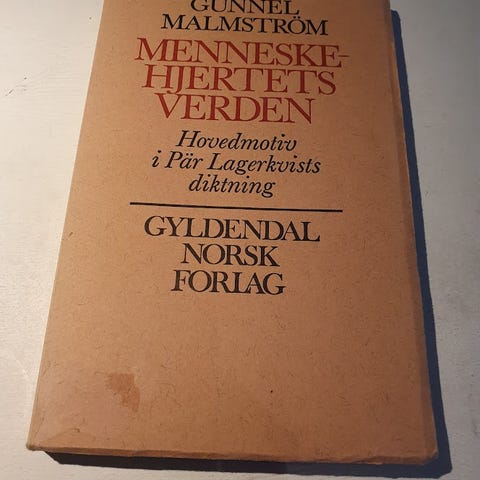 GUNNEL
MALMSTRÖM
MENNESKE-
HJERTETS
VERDEN
Hovedmotiv
i Pär Lagerkvists
diktning
GYLDENDAL
NORSK
FORLAG